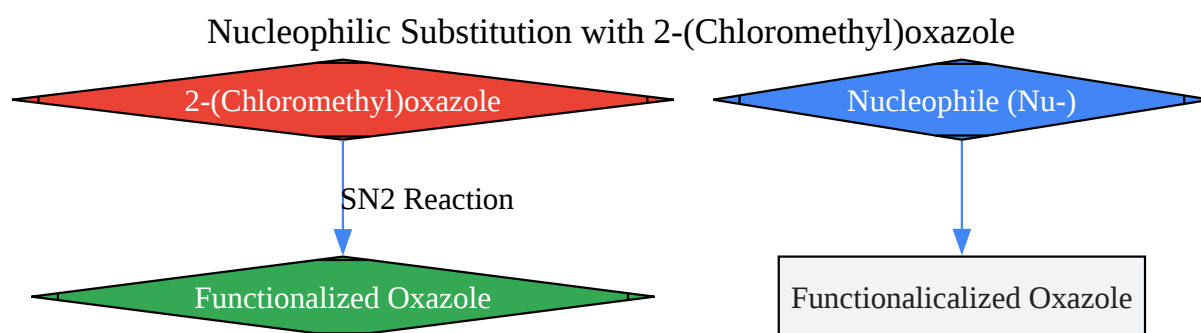 Nucleophilic Substitution with 2-(Chloromethyl)oxazole
2-(Chloromethyl)oxazole
Nucleophile (Nu-)
SN2 Reaction
Functionalized Oxazole
Functionalicalized Oxazole